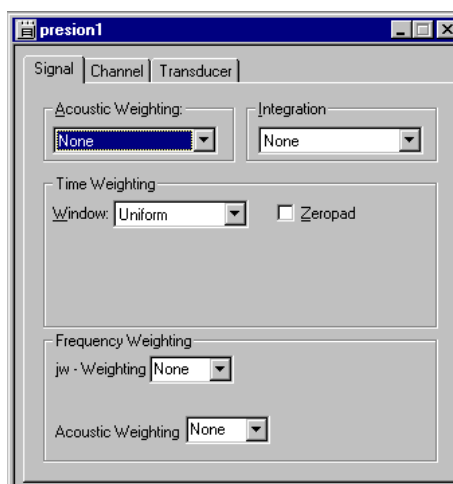 presion1
Signal Channel Transducer
Acoustic Weighting: Integration
None None
Time Weighting
Window: Uniform Zeropad
Frequency Weighting
jw - Weighting None
Acoustic Weighting None